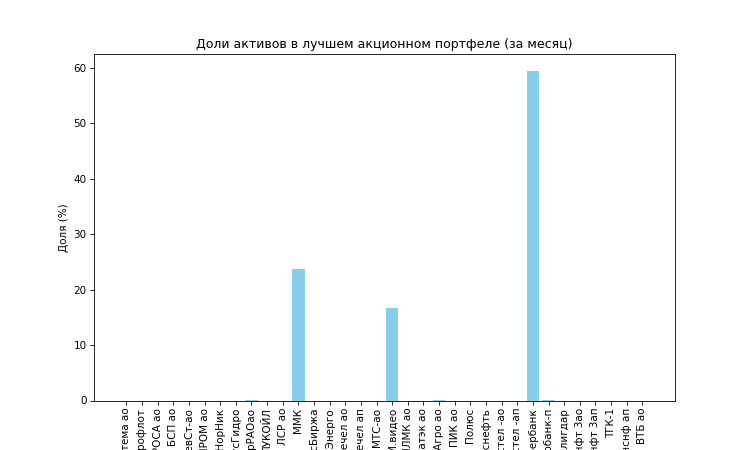 Доли активов в лучшем акционном портфеле (за месяц)
Доля (%)
60
50
40
30
20
10
0
тема ао
рофлот
РОСА ао
БСП ао
евСт-ао
ПРОМ ао
НорНик
сГидро
рРАОао
ЛУКОЙЛ
ЛСР ао
ММК
сБиржа
Энерго
ечел ао
ечел ап
МТС-ао
М.видео
ЛМК ао
атэк ао
Агро ао
ПИК ао
Полюс
снефть
стел -ао
стел -ап
ербанк
рбанк-п
лигдар
нфт 3ао
нфт 3ап
ТГК-1
нснф ап
ВТБ ао